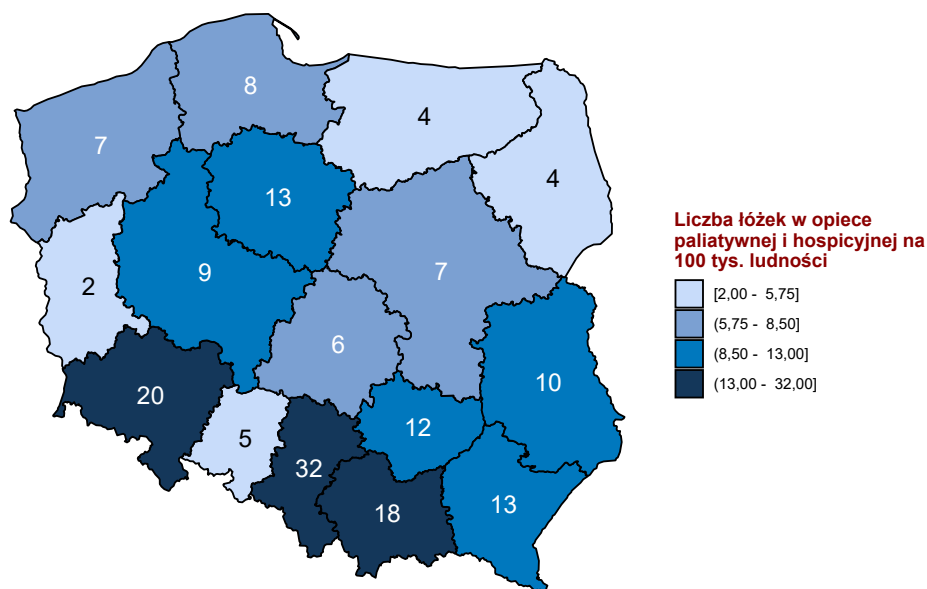 8
4
7
4
13
9
7
2
6
10
20
12
5
32
18
13
Liczba łóżek w opiece
paliatywnej i hospicyjnej na
100 tys. ludności
[2,00 - 5,75]
(5,75 - 8,50]
(8,50 - 13,00]
(13,00 - 32,00]